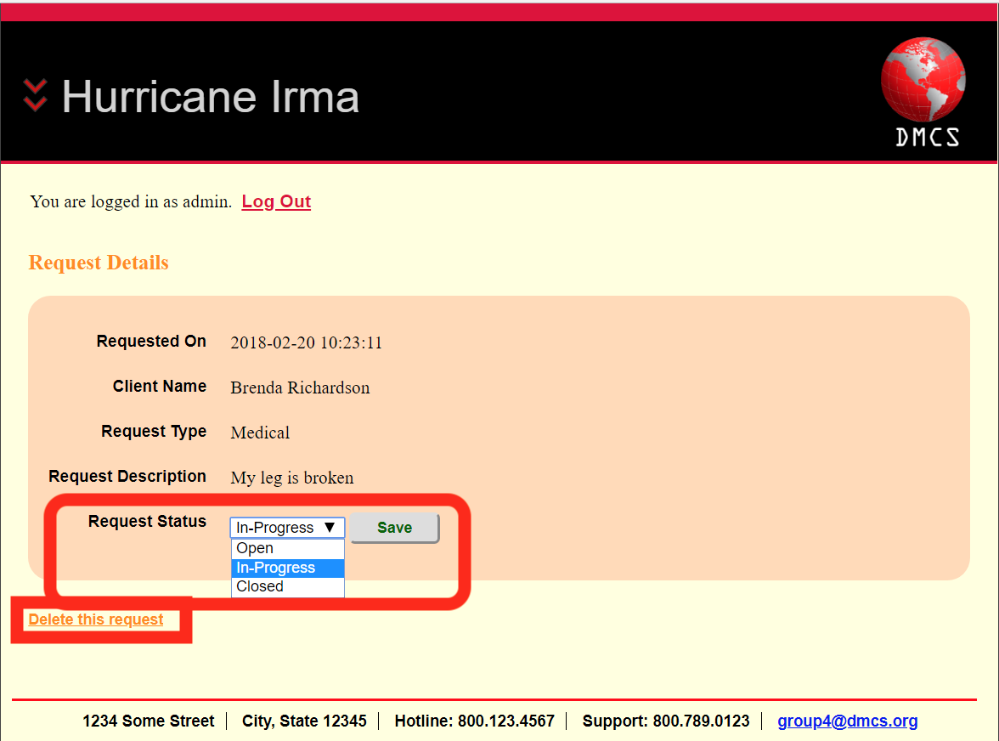 Hurricane Irma
DMCS
You are logged in as admin. Log Out
Request Details
Requested On 2018-02-20 10:23:11
Client Name Brenda Richardson
Request Type Medical
Request Description My leg is broken
Request Status In-Progress ▼ Save
Open
In-Progress
Closed
Delete this request
1234 Some Street | City, State 12345 | Hotline: 800.123.4567 | Support: 800.789.0123 | group4@dmcs.org